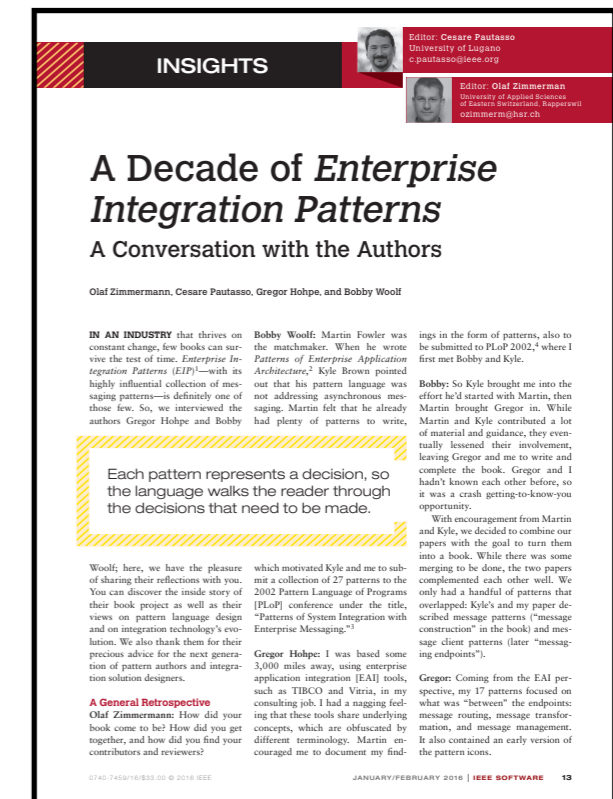 INSIGHTS
Editor: Cesare Pautasso
University of Lugano
c.pautasso@ieee.org
Editor: Olaf Zimmerman
University of Applied Sciences
of Eastern Switzerland, Rapperswil
ozimmerm@hsr.ch
A Decade of Enterprise
Integration Patterns
A Conversation with the Authors
Olaf Zimmermann, Cesare Pautasso, Gregor Hohpe, and Bobby Woolf
IN AN INDUSTRY that thrives on
constant change, few books can sur-
vive the test of time. Enterprise In-
tegration Patterns (EIP)1—with its
highly influential collection of mes-
saging patterns—is definitely one of
those few. So, we interviewed the
authors Gregor Hohpe and Bobby
Each pattern represents a decision, so
the language walks the reader through
the decisions that need to be made.
Woolf; here, we have the pleasure
of sharing their reflections with you.
You can discover the inside story of
their book project as well as their
views on pattern language design
and on integration technology's evo-
lution. We also thank them for their
precious advice for the next genera-
tion of pattern authors and integra-
tion solution designers.
A General Retrospective
Olaf Zimmermann: How did your
book come to be? How did you get
together, and how did you find your
contributors and reviewers?
Bobby Woolf: Martin Fowler was
the matchmaker. When he wrote
Patterns of Enterprise Application
Architecture,2 Kyle Brown pointed
out that his pattern language was
not addressing asynchronous mes-
saging. Martin felt that he already
had plenty of patterns to write,
which motivated Kyle and me to sub-
mit a collection of 27 patterns to the
2002 Pattern Language of Programs
[PLoP] conference under the title,
"Patterns of System Integration with
Enterprise Messaging."3
Gregor Hohpe: I was based some
3,000 miles away, using enterprise
application integration [EAI] tools,
such as TIBCO and Vitria, in my
consulting job. I had a nagging feel-
ing that these tools share underlying
concepts, which are obfuscated by
different terminology. Martin en-
couraged me to document my find-
ings in the form of patterns, also to
be submitted to PLoP 2002,4 where I
first met Bobby and Kyle.
Bobby: So Kyle brought me into the
effort he'd started with Martin, then
Martin brought Gregor in. While
Martin and Kyle contributed a lot
of material and guidance, they even-
tually lessened their involvement,
leaving Gregor and me to write and
complete the book. Gregor and I
hadn't known each other before, so
it was a crash getting-to-know-you
opportunity.
With encouragement from Martin
and Kyle, we decided to combine our
papers with the goal to turn them
into a book. While there was some
merging to be done, the two papers
complemented each other well. We
only had a handful of patterns that
overlapped: Kyle's and my paper de-
scribed message patterns ("message
construction" in the book) and mes-
sage client patterns (later "messag-
ing endpoints").
Gregor: Coming from the EAI per-
spective, my 17 patterns focused on
what was "between" the endpoints:
message routing, message transfor-
mation, and message management.
It also contained an early version of
the pattern icons.
0740-7459/16/$33.00 © 2016 IEEE
JANUARY/FEBRUARY 2016 | IEEE SOFTWARE 13